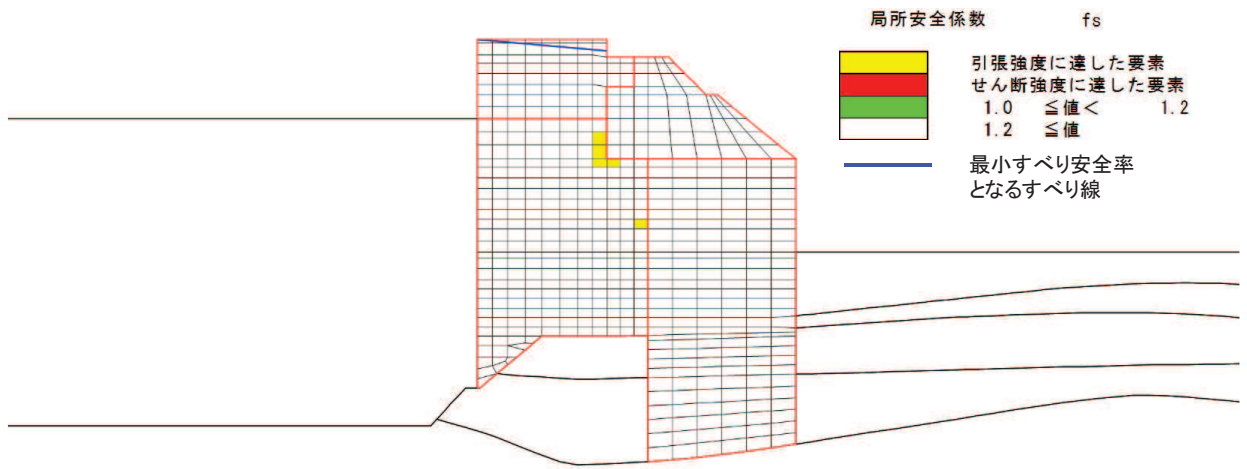 局所安全係数 fs
引張強度に達した要素
せん断強度に達した要素
1.0 ≦値< 1.2
1.2 ≦値
最小すべり安全率
となるすべり線